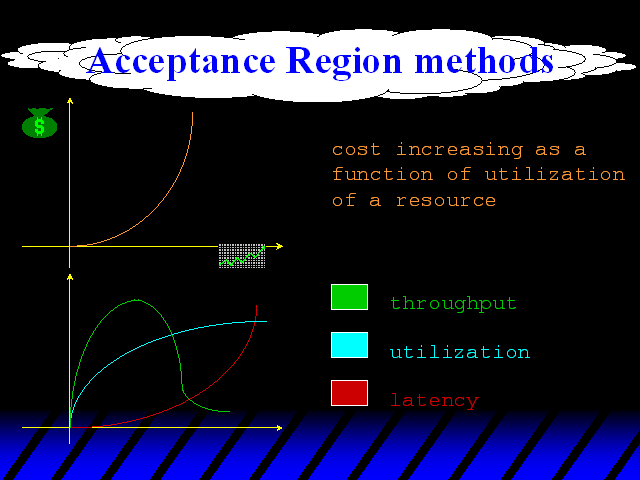 Acceptance Region methods
$
cost increasing as a
function of utilization
of a resource
throughput
utilization
latency